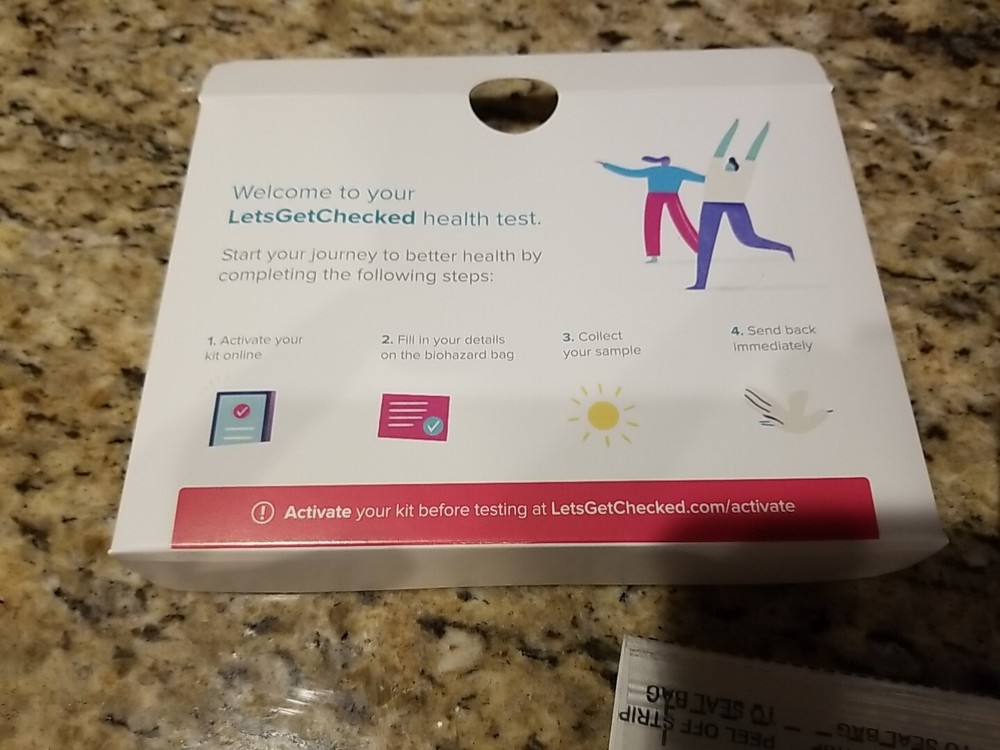 Welcome to your
LetsGetChecked health test.
Start your journey to better health by
completing the following steps:
1. Activate your
kit online
2. Fill in your details
on the biohazard bag
3. Collect
your sample
4. Send back
immediately
Activate your kit before testing at LetsGetChecked.com/activate
PEEL OFF STRIP
TO SEAL BAG
SEAL BAG